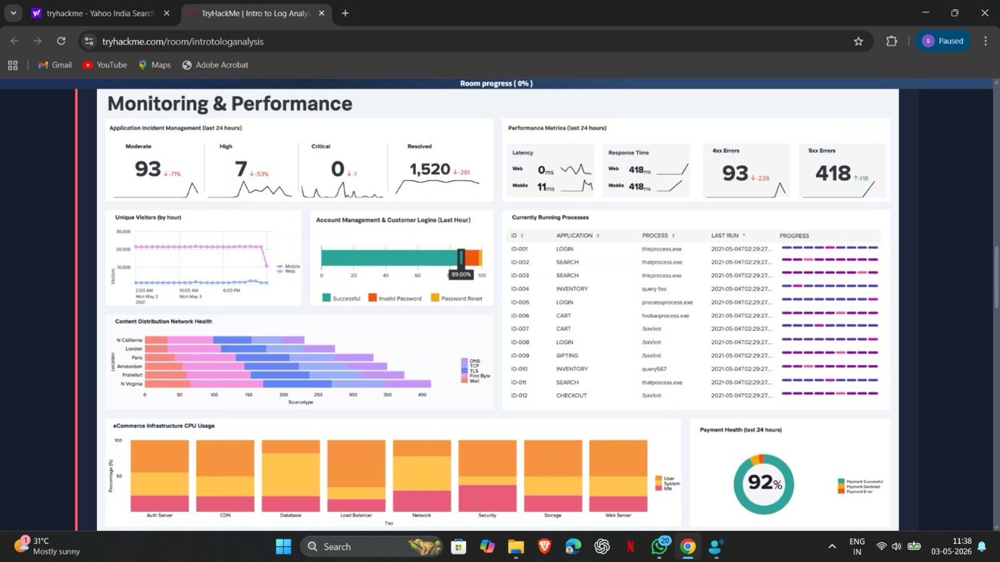 tryhackme - Yahoo India Search
TryHackMe | Intro to Log Analys
tryhackme.com/room/introtologanalysis
S Paused
Gmail YouTube Maps Adobe Acrobat
Room progress ( 0% )
Monitoring & Performance
Application Incident Management (last 24 hours)
Moderate High Critical Resolved
93 -71% 7 -53% 0 -1 1,520 -281
Performance Metrics (last 24 hours)
Latency
Web 0ms
Mobile 11ms
Response Time
Web 418ms
Mobile 418ms
4xx Errors
93 -226
5xx Errors
418 418
Unique Visitors (by hour)
30,000
20,000
10,000
Visitors
2:00 AM 10:00 AM 6:00 PM
Mon May 3 Mon May 3
2021
Mobile
Web
Account Management & Customer Logins (Last Hour)
0 20 40 60 100
89.00%
Successful Invalid Password Password Reset
Currently Running Processes
ID APPLICATION PROCESS LAST RUN PROGRESS
ID-001 LOGIN thisprocess.exe 2021-05-04T02:29:27...
ID-002 SEARCH thatprocess.exe 2021-05-04T02:29:27...
ID-003 SEARCH thisprocess.exe 2021-05-04T02:29:27...
ID-004 INVENTORY query foo 2021-05-04T02:29:27...
ID-005 LOGIN processprocess.exe 2021-05-04T02:29:27...
ID-006 CART foobarprocess.exe 2021-05-04T02:29:27...
ID-007 CART /bin/init 2021-05-04T02:29:27...
ID-008 LOGIN /bin/init 2021-05-04T02:29:27...
ID-009 GIFTING /bin/init 2021-05-04T02:29:27...
ID-010 INVENTORY query567 2021-05-04T02:29:27...
ID-011 SEARCH thatprocess.exe 2021-05-04T02:29:27...
ID-012 CHECKOUT /bin/init 2021-05-04T02:29:27...
Content Distribution Network Health
Location
N California
London
Paris
Amsterdam
Frankfurt
N Virginia
0 50 100 150 200 250 300 350 400
Sourcetype
DNS
TCP
TLS
First Byte
Wait
eCommerce Infrastructure CPU Usage
100
50
Percentage (%)
Auth Server CDN Database Load Balancer Network Security Storage Web Server
Tier
User
System
Idle
Payment Health (last 24 hours)
92%
Payment Successful
Payment Declined
Payment Error
1
31°C
Mostly sunny
Search
20
ENG
IN
11:38
03-05-2026